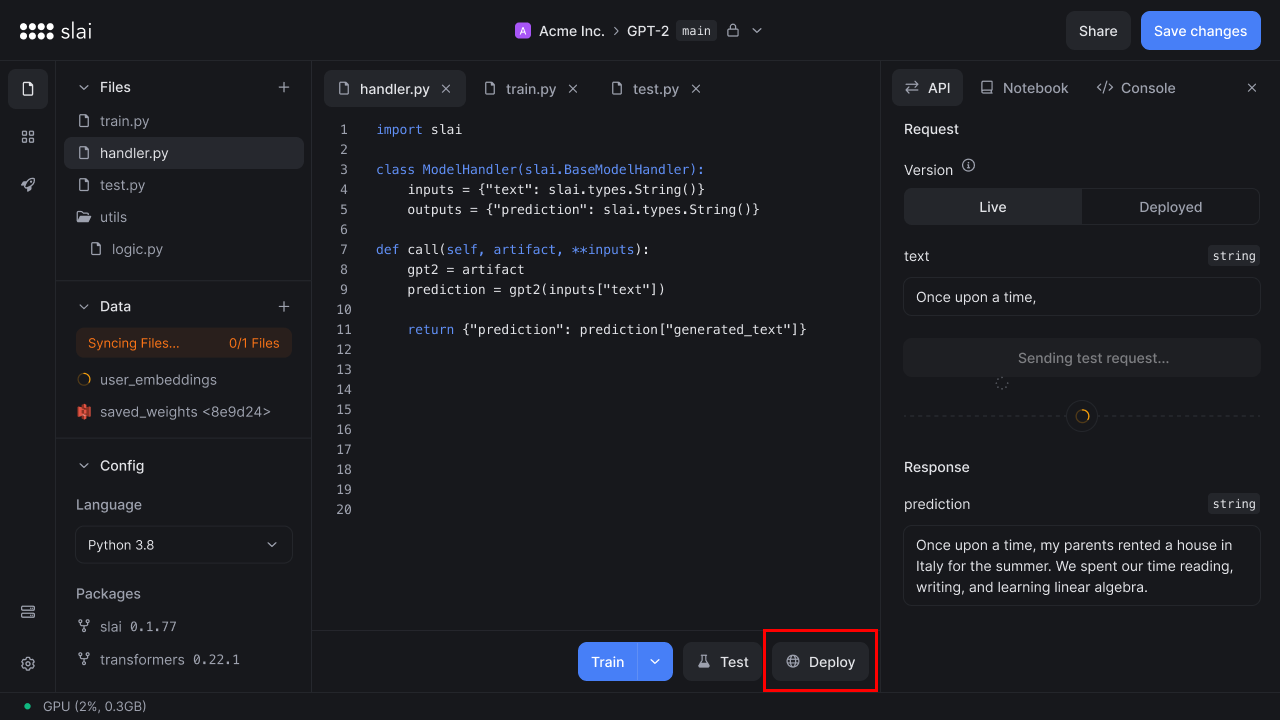 slai
A Acme Inc. > GPT-2 main
Share
Save changes
Files
train.py
handler.py
test.py
utils
logic.py
Data
Syncing Files... 0/1 Files
user_embeddings
saved_weights <8e9d24>
Config
Language
Python 3.8
Packages
slai 0.1.77
transformers 0.22.1
handler.py train.py test.py
1 import slai
2
3 class ModelHandler(slai.BaseModelHandler):
4 inputs = {"text": slai.types.String()}
5 outputs = {"prediction": slai.types.String()}
6
7 def call(self, artifact, **inputs):
8 gpt2 = artifact
9 prediction = gpt2(inputs["text"])
10
11 return {"prediction": prediction["generated_text"]}
12
13
14
15
16
17
18
19
20
Train
Test
Deploy
API </> Notebook Console
Request
Version
Live Deployed
text string
Once upon a time,
Sending test request...
Response
prediction string
Once upon a time, my parents rented a house in
Italy for the summer. We spent our time reading,
writing, and learning linear algebra.
GPU (2%, 0.3GB)